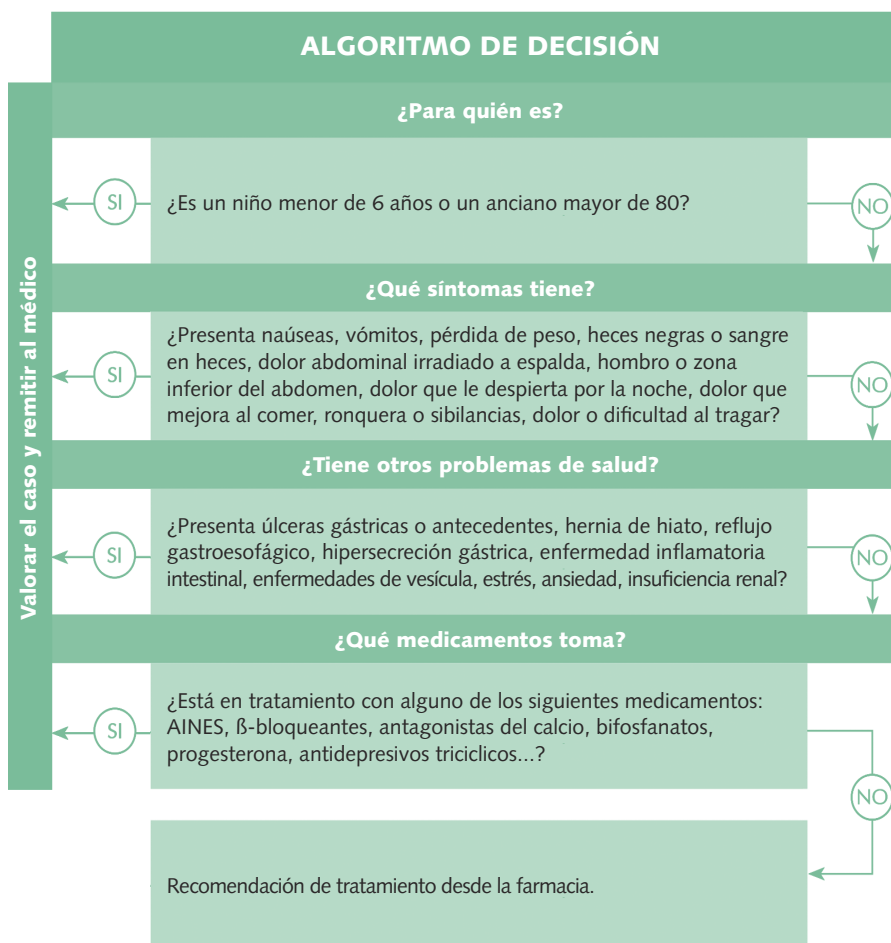 ALGORITMO DE DECISIÓN
Valorar el caso y remitir al médico
¿Para quién es?
SI
¿Es un niño menor de 6 años o un anciano mayor de 80?
NO
¿Qué síntomas tiene?
SI
¿Presenta naúseas, vómitos, pérdida de peso, heces negras o sangre
en heces, dolor abdominal irradiado a espalda, hombro o zona
inferior del abdomen, dolor que le despierta por la noche, dolor que
mejora al comer, ronquera o sibilancias, dolor o dificultad al tragar?
NO
¿Tiene otros problemas de salud?
SI
¿Presenta úlceras gástricas o antecedentes, hernia de hiato, reflujo
gastroesofágico, hipersecreción gástrica, enfermedad inflamatoria
intestinal, enfermedades de vesícula, estrés, ansiedad, insuficiencia renal?
NO
¿Qué medicamentos toma?
SI
¿Está en tratamiento con alguno de los siguientes medicamentos:
AINES, ß-bloqueantes, antagonistas del calcio, bifosfanatos,
progesterona, antidepresivos triciclicos...?
NO
Recomendación de tratamiento desde la farmacia.